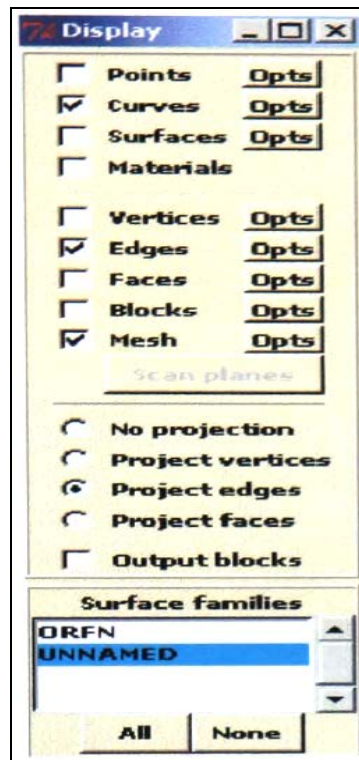 Display
Points Opts
Curves Opts
Surfaces Opts
Materials
Vertices Opts
Edges Opts
Faces Opts
Blocks Opts
Mesh Opts
Scan planes
No projection
Project vertices
Project edges
Project faces
Output blocks
Surface families
ORFN
UNNAMED
All None